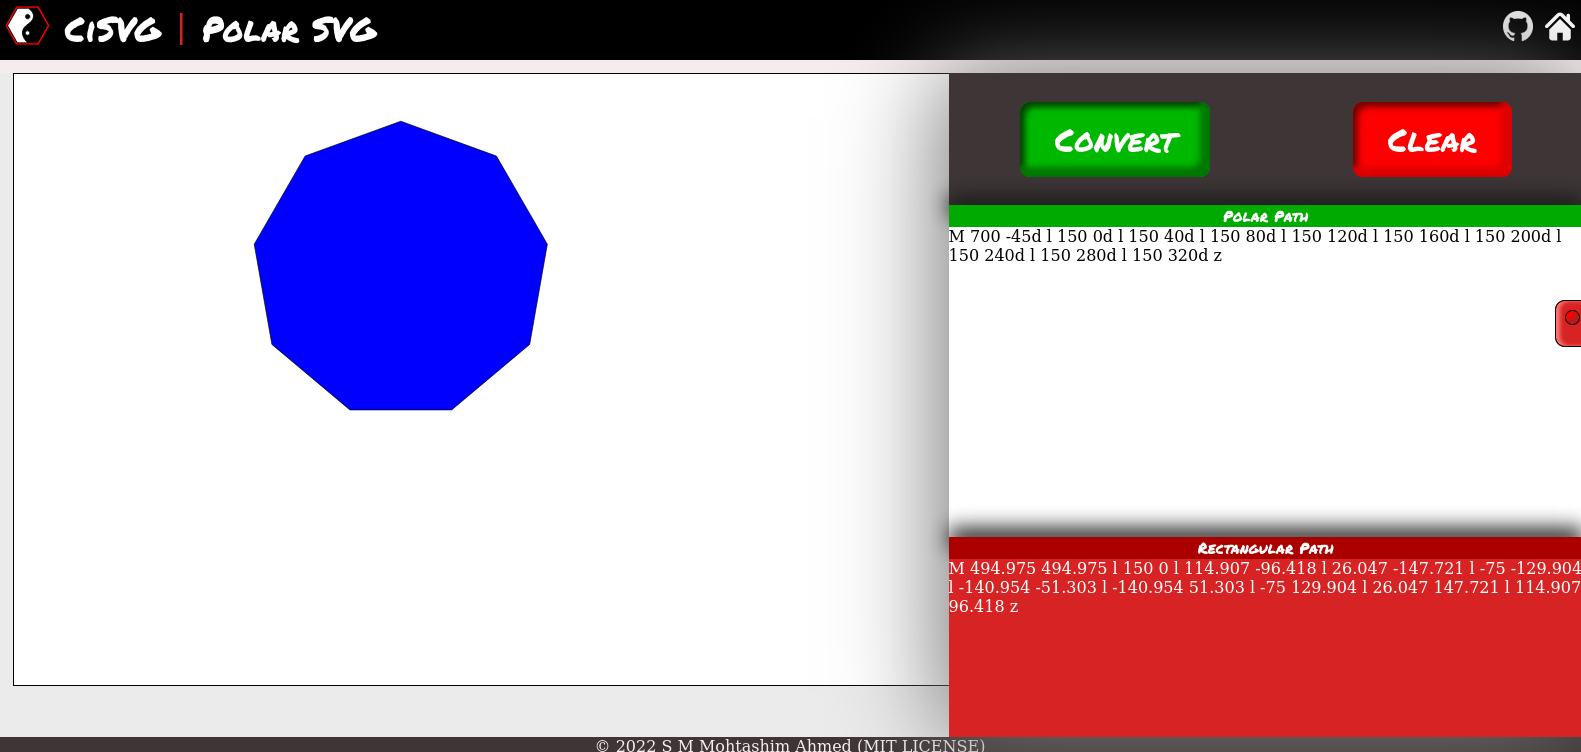 CiSVG | Polar SVG
Convert
Clear
Polar Path
M 700 -45d l 150 0d l 150 40d l 150 80d l 150 120d l 150 160d l 150 200d l
150 240d l 150 280d l 150 320d z
Rectangular Path
M 494.975 494.975 l 150 0 l 114.907 -96.418 l 26.047 -147.721 l -75 -129.904
l -140.954 -51.303 l -140.954 51.303 l -75 129.904 l 26.047 147.721 l 114.907
96.418 z
© 2022 S M Mohtashim Ahmed (MIT LICENSE)